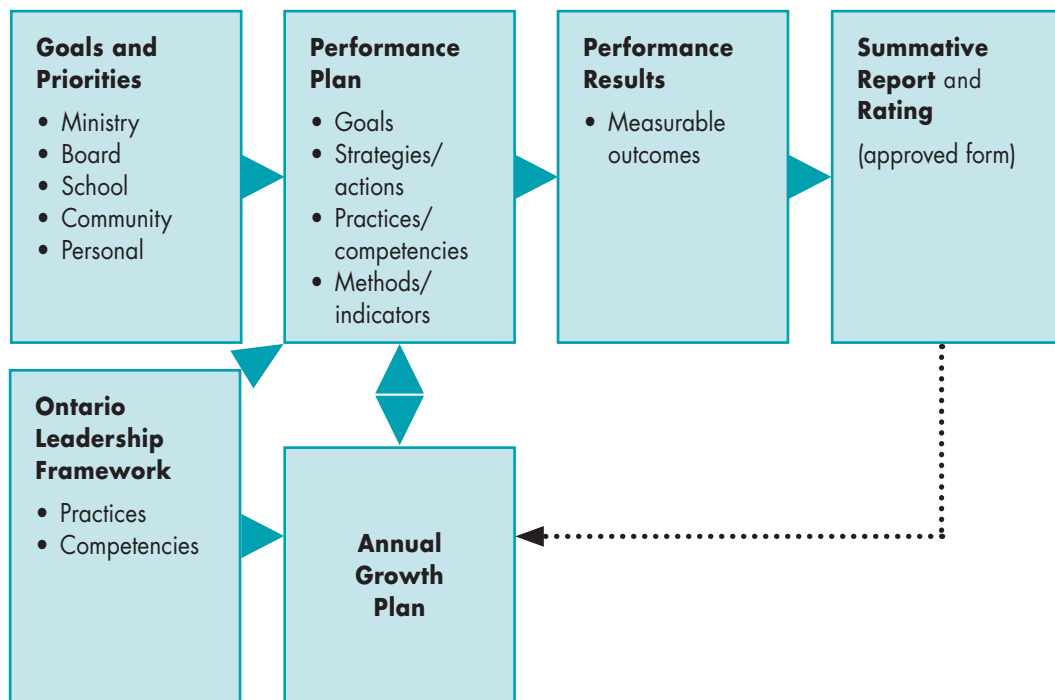 Goals and
Priorities
• Ministry
• Board
• School
• Community
• Personal
Performance
Plan
• Goals
• Strategies/
actions
• Practices/
competencies
• Methods/
indicators
Performance
Results
• Measurable
outcomes
Summative
Report and
Rating
(approved form)
Ontario
Leadership
Framework
• Practices
• Competencies
Annual
Growth
Plan